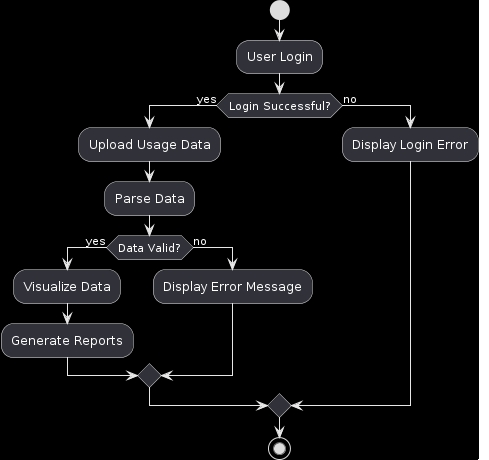 User Login
yes
Login Successful?
no
Upload Usage Data
Display Login Error
Parse Data
yes
Data Valid?
no
Visualize Data
Display Error Message
Generate Reports